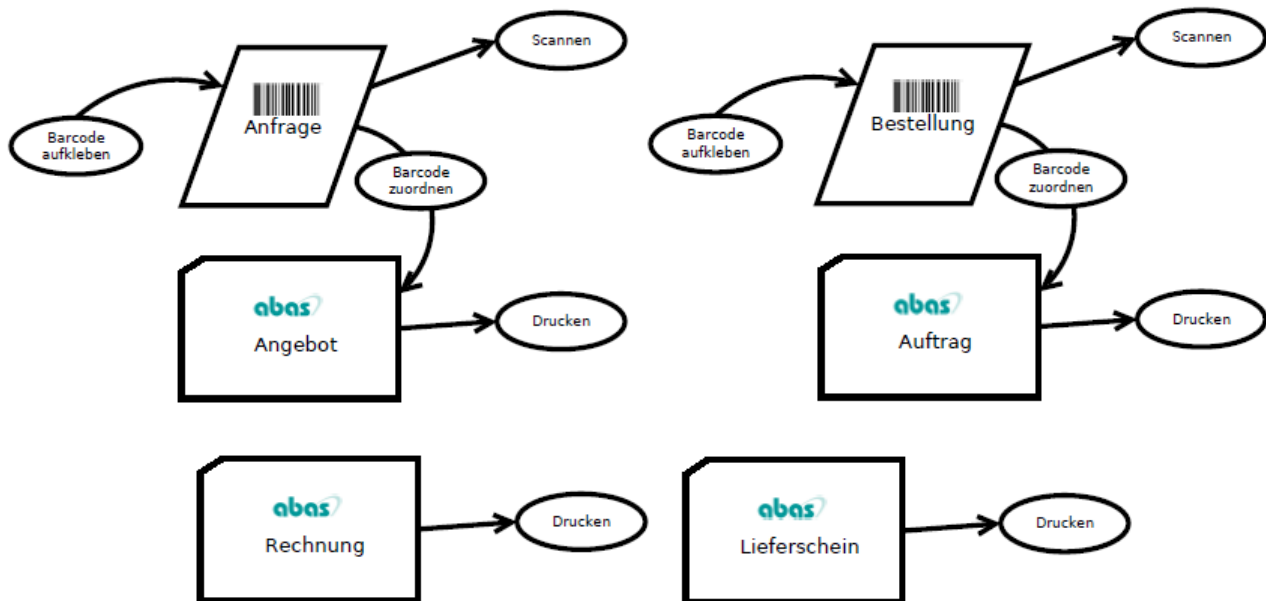 Scannen
Barcode
aufkleben
Anfrage
Barcode
zuordnen
abas
Angebot
Drucken
Scannen
Barcode
aufkleben
Bestellung
Barcode
zuordnen
abas
Auftrag
Drucken
abas
Rechnung
Drucken
abas
Lieferschein
Drucken